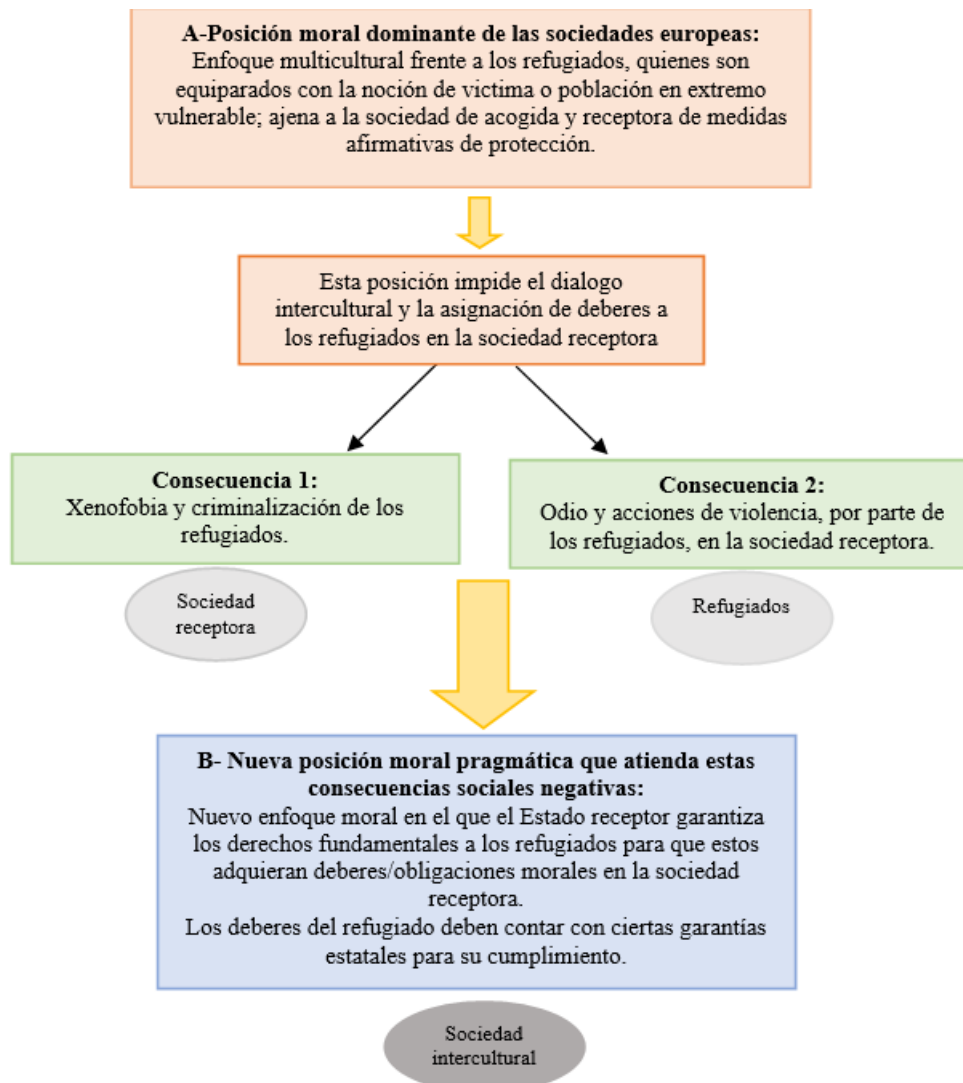 A-Posición moral dominante de las sociedades europeas:
Enfoque multicultural frente a los refugiados, quienes son
equiparados con la noción de victima o población en extremo
vulnerable; ajena a la sociedad de acogida y receptora de medidas
afirmativas de protección.
Esta posición impide el dialogo
intercultural y la asignación de deberes a
los refugiados en la sociedad receptora
Consecuencia 1:
Xenofobia y criminalización de los
refugiados.
Consecuencia 2:
Odio y acciones de violencia, por parte de
los refugiados, en la sociedad receptora.
Sociedad
receptora
Refugiados
B- Nueva posición moral pragmática que atienda estas
consecuencias sociales negativas:
Nuevo enfoque moral en el que el Estado receptor garantiza
los derechos fundamentales a los refugiados para que estos
adquieran deberes/obligaciones morales en la sociedad
receptora.
Los deberes del refugiado deben contar con ciertas garantías
estatales para su cumplimiento.
Sociedad
intercultural